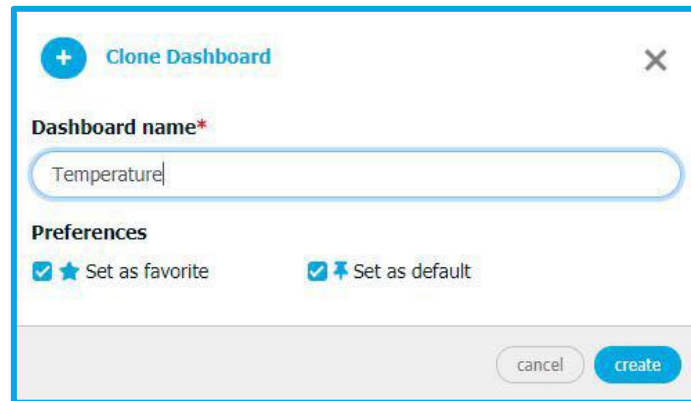 Clone Dashboard
Dashboard name*
Temperature
Preferences
Set as favorite Set as default
cancel create